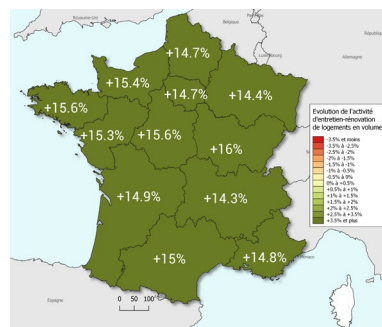 Royaume-Uni
Belgique
Luxembourg
Allemagne
+14.7%
+15.4%
+14.7%
+14.4%
+15.6%
+15.3%
+15.6%
+16%
+14.9%
+14.3%
+15%
+14.8%
Monaco
Espagne
0 50 100
Evolution de l'activité
d'entretien-rénovation
de logements en volume
-3.5% et moins
-3.5% à -2.5%
-2.5% à -2%
-2% à -1.5%
-1.5% à -1%
-1% à -0.5%
-0.5% à 0%
0% à +0.5%
+0.5% à +1%
+1% à +1.5%
+1.5% à +2%
+2% à +2.5%
+2.5% à +3.5%
+3.5% et plus